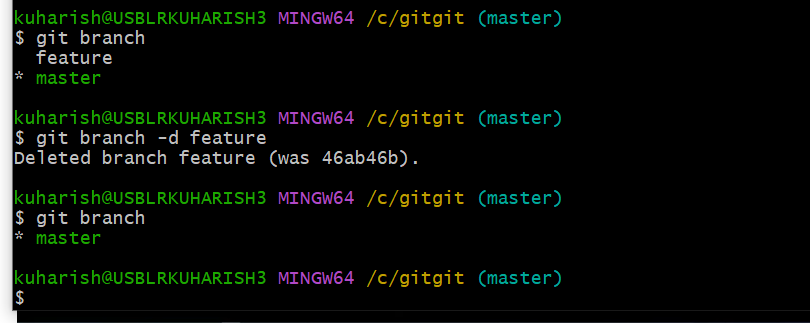 kuharish@USBLRKUHARISH3 MINGW64 /c/gitgit (master)
$ git branch
  feature
* master
kuharish@USBLRKUHARISH3 MINGW64 /c/gitgit (master)
$ git branch -d feature
Deleted branch feature (was 46ab46b).
kuharish@USBLRKUHARISH3 MINGW64 /c/gitgit (master)
$ git branch
* master
kuharish@USBLRKUHARISH3 MINGW64 /c/gitgit (master)
$